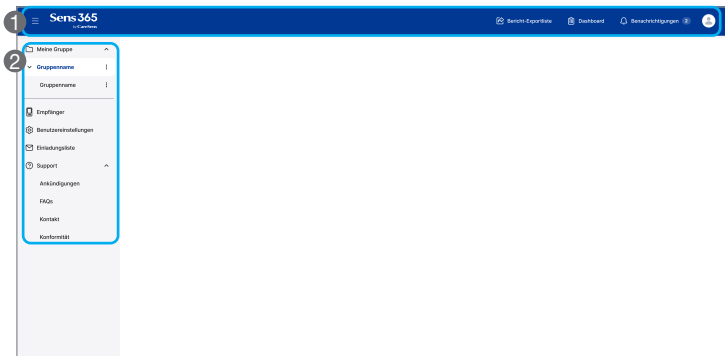 1
Sens365
by CareSens
Bericht-Exportliste
Dashboard
Benachrichtigungen 2
2
Meine Gruppe
Gruppenname
Gruppenname
Empfänger
Benutzereinstellungen
Einladungsliste
Support
Ankündigungen
FAQs
Kontakt
Konformität